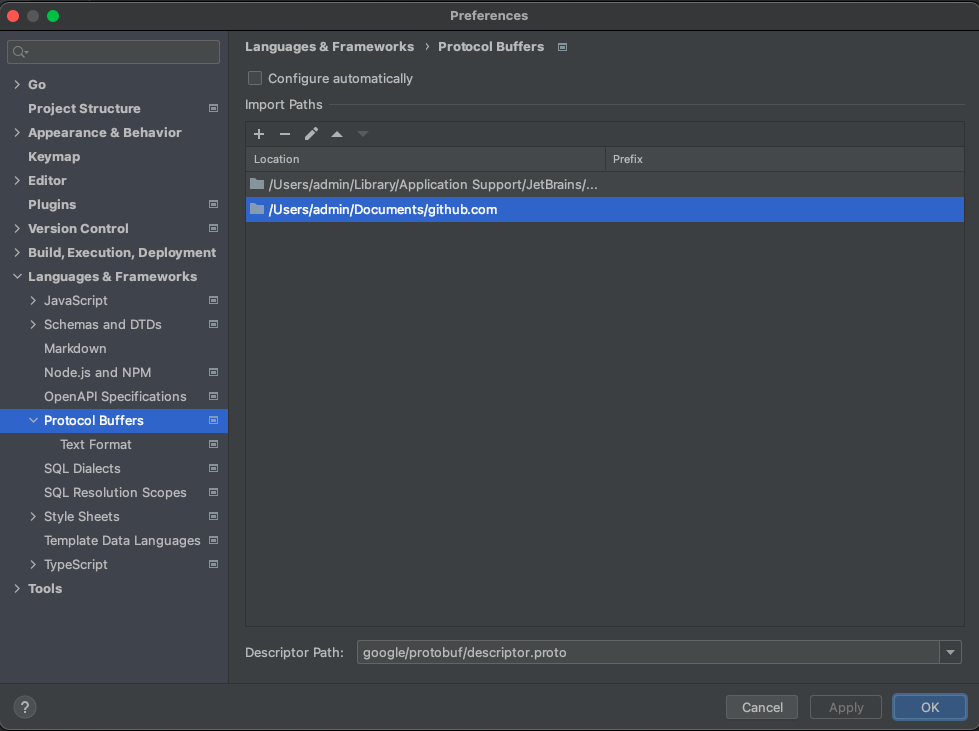 Preferences
Go
Project Structure
Appearance & Behavior
Keymap
Editor
Plugins
Version Control
Build, Execution, Deployment
Languages & Frameworks
JavaScript
Schemas and DTDs
Markdown
Node.js and NPM
OpenAPI Specifications
Protocol Buffers
Text Format
SQL Dialects
SQL Resolution Scopes
Style Sheets
Template Data Languages
TypeScript
Tools
Languages & Frameworks › Protocol Buffers
Configure automatically
Import Paths
Location Prefix
/Users/admin/Library/Application Support/JetBrains/...
/Users/admin/Documents/github.com
Descriptor Path: google/protobuf/descriptor.proto
? Cancel Apply OK